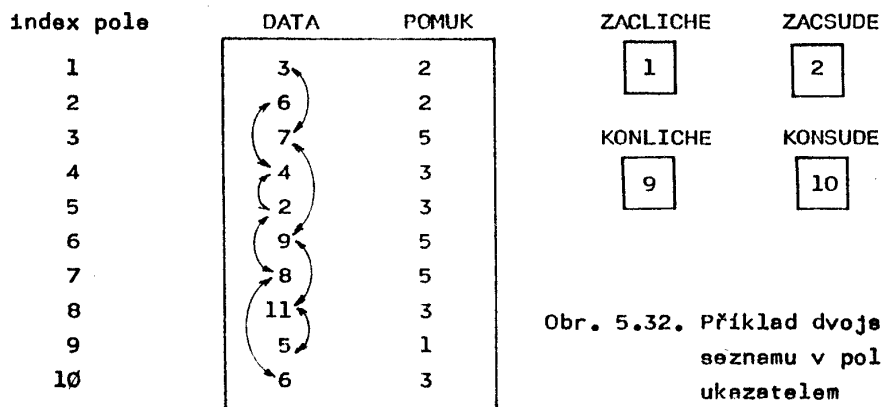 index pole DATA POMUK ZACLICHE ZACSUDE
1 3 2 1 2
2 6 2
3 7 5 KONLICHE KONSUDE
4 4 3 9 10
5 2 3
6 9 5
7 8 5
8 11 3 Obr. 5.32. Příklad dvojs
9 5 1 seznamu v pol
1Ø 6 3 ukazatelem